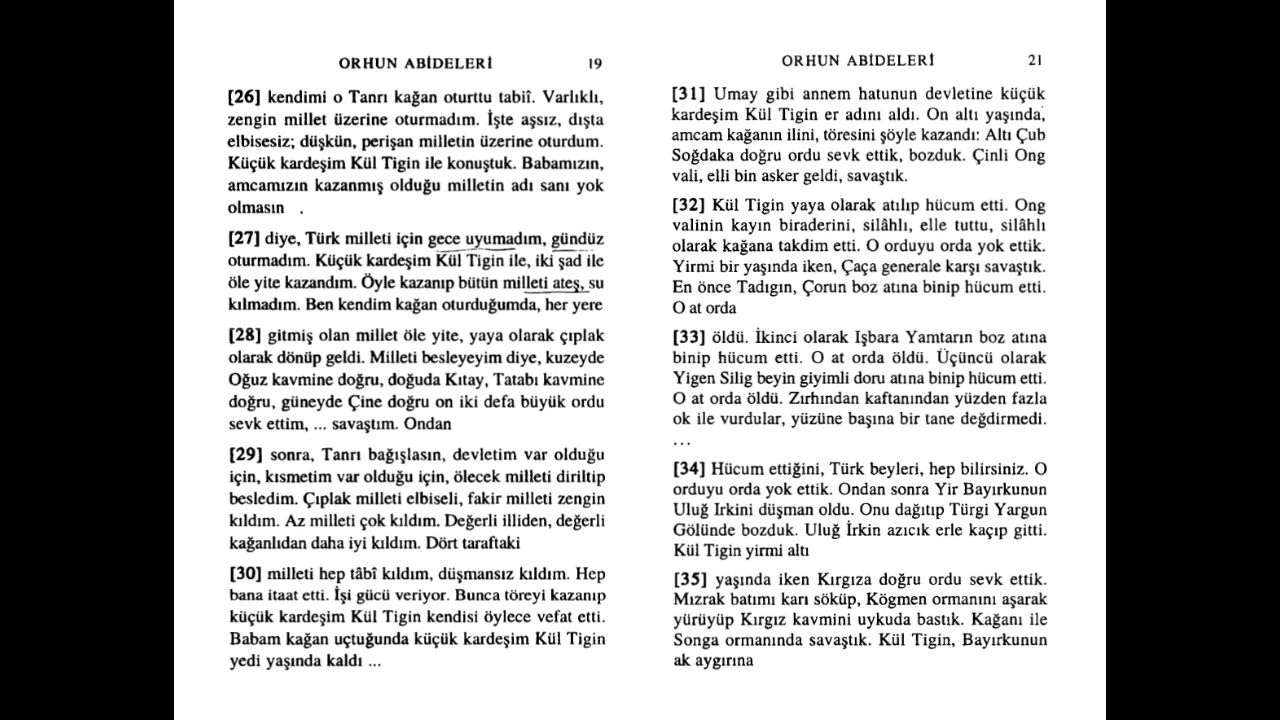 ORHUN ABİDELERİ 19
[26] kendimi o Tanrı kağan oturttu tabiî. Varlıklı,
zengin millet üzerine oturmadım. İşte aşsız, dışta
elbisesiz; düşkün, perişan milletin üzerine oturdum.
Küçük kardeşim Kül Tigin ile konuştuk. Babamızın,
amcamızın kazanmış olduğu milletin adı sanı yok
olmasın .
[27] diye, Türk milleti için gece uyumadım, gündüz
oturmadım. Küçük kardeşim Kül Tigin ile, iki şad ile
öle yite kazandım. Öyle kazanıp bütün milleti ateş, su
kılmadım. Ben kendim kağan oturduğumda, her yere
[28] gitmiş olan millet öle yite, yaya olarak çıplak
olarak dönüp geldi. Milleti besleyeyim diye, kuzeyde
Oğuz kavmine doğru, doğuda Kıtay, Tatabı kavmine
doğru, güneyde Çine doğru on iki defa büyük ordu
sevk ettim, ... savaştım. Ondan
[29] sonra, Tanrı bağışlasın, devletim var olduğu
için, kısmetim var olduğu için, ölecek milleti diriltip
besledim. Çıplak milleti elbiseli, fakir milleti zengin
kıldım. Az milleti çok kıldım. Değerli illiden, değerli
kağanlıdan daha iyi kıldım. Dört taraftaki
[30] milleti hep tâbî kıldım, düşmansız kıldım. Hep
bana itaat etti. İşi gücü veriyor. Bunca töreyi kazanıp
küçük kardeşim Kül Tigin kendisi öylece vefat etti.
Babam kağan uçtuğunda küçük kardeşim Kül Tigin
yedi yaşında kaldı ...
ORHUN ABİDELERİ 21
[31] Umay gibi annem hatunun devletine küçük
kardeşim Kül Tigin er adını aldı. On altı yaşında,
amcam kağanın ilini, töresini şöyle kazandı: Altı Çub
Soğdaka doğru ordu sevk ettik, bozduk. Çinli Ong
vali, elli bin asker geldi, savaştık.
[32] Kül Tigin yaya olarak atılıp hücum etti. Ong
valinin kayın biraderini, silâhlı, elle tuttu, silâhlı
olarak kağana takdim etti. O orduyu orda yok ettik.
Yirmi bir yaşında iken, Çaça generale karşı savaştık.
En önce Tadıgın, Çorun boz atına binip hücum etti.
O at orda
[33] öldü. İkinci olarak Işbara Yamtarın boz atına
binip hücum etti. O at orda öldü. Üçüncü olarak
Yigen Silig beyin giyimli doru atına binip hücum etti.
O at orda öldü. Zırhından kaftanından yüzden fazla
ok ile vurdular, yüzüne başına bir tane değdirmedi.
...
[34] Hücum ettiğini, Türk beyleri, hep bilirsiniz. O
orduyu orda yok ettik. Ondan sonra Yir Bayırkunun
Uluğ Irkini düşman oldu. Onu dağıtıp Türgi Yargun
Gölünde bozduk. Uluğ İrkin azıcık erle kaçıp gitti.
Kül Tigin yirmi altı
[35] yaşında iken Kırgıza doğru ordu sevk ettik.
Mızrak batımı karı söküp, Kögmen ormanını aşarak
yürüyüp Kırgız kavmini uykuda bastık. Kağanı ile
Songa ormanında savaştık. Kül Tigin, Bayırkunun
ak aygırına